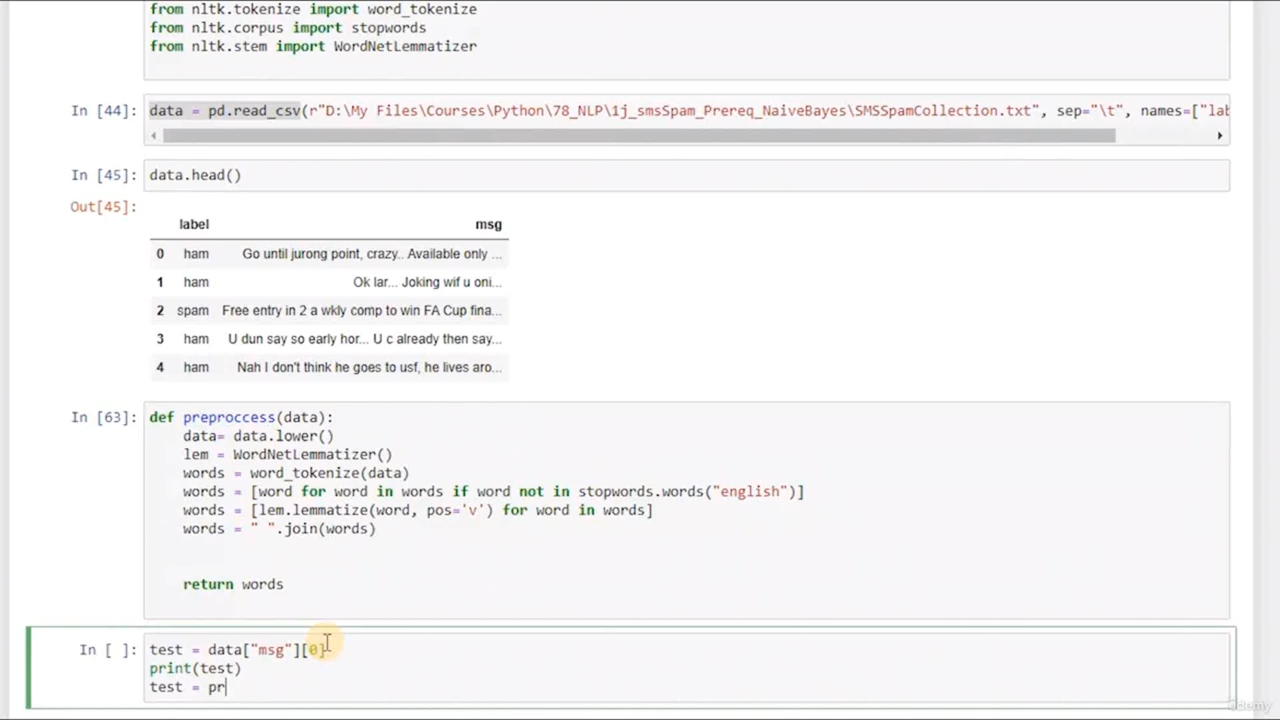 from nltk.tokenize import word_tokenize
from nltk.corpus import stopwords
from nltk.stem import WordNetLemmatizer
In [44]: data = pd.read_csv(r"D:\My Files\Courses\Python\78_NLP\1j_smsSpam_Prereq_NaiveBayes\SMSSpamCollection.txt", sep="\t", names=["lab
In [45]: data.head()
Out[45]:
label msg
0 ham Go until jurong point, crazy.. Available only ...
1 ham Ok lar... Joking wif u oni...
2 spam Free entry in 2 a wkly comp to win FA Cup fina...
3 ham U dun say so early hor... U c already then say...
4 ham Nah I don't think he goes to usf, he lives aro...
In [63]: def preproccess(data):
data= data.lower()
lem = WordNetLemmatizer()
words = word_tokenize(data)
words = [word for word in words if word not in stopwords.words("english")]
words = [lem.lemmatize(word, pos='v') for word in words]
words = " ".join(words)
return words
In [ ]: test = data["msg"][0]
print(test)
test = pr
ûdemy